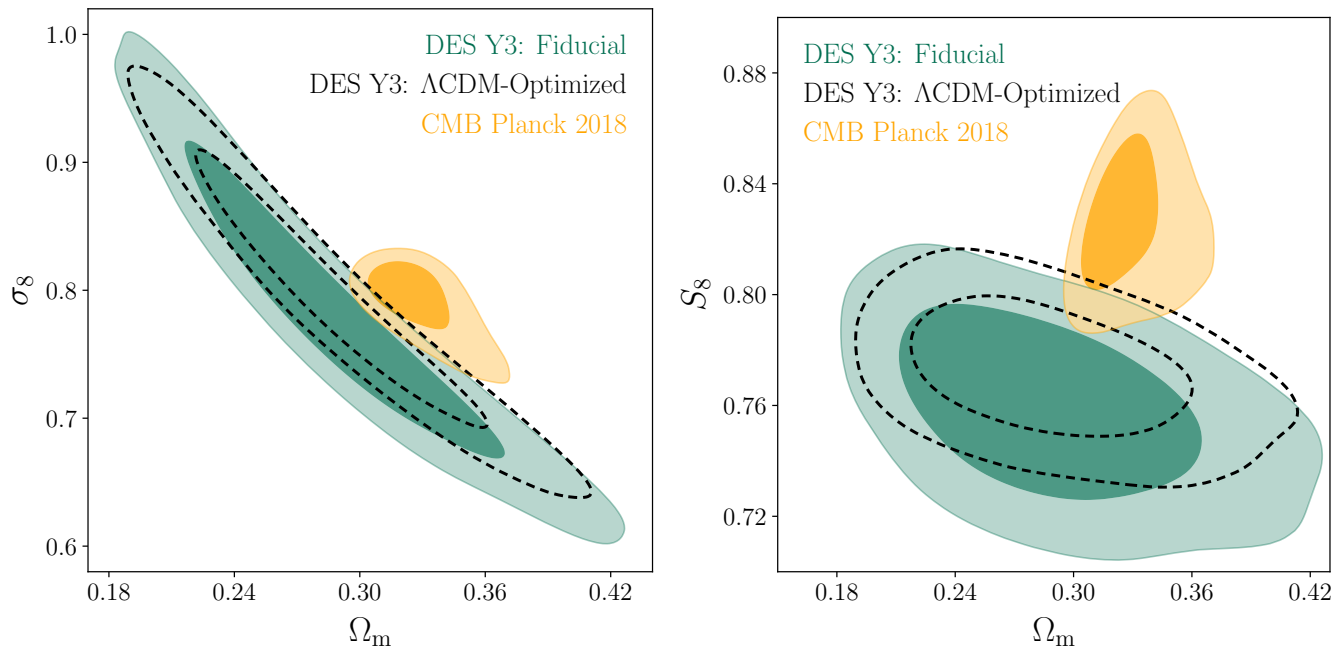 1.0
0.9
0.8
0.7
0.6
σ8
0.18 0.24 0.30 0.36 0.42
Ωm
DES Y3: Fiducial
DES Y3: ΛCDM-Optimized
CMB Planck 2018
0.88
0.84
0.80
0.76
0.72
S8
0.18 0.24 0.30 0.36 0.42
Ωm
DES Y3: Fiducial
DES Y3: ΛCDM-Optimized
CMB Planck 2018